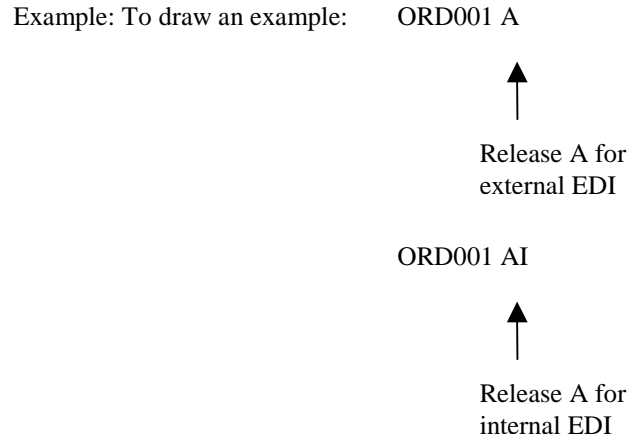 Example: To draw an example: ORD001 A
Release A for
external EDI
ORD001 AI
Release A for
internal EDI